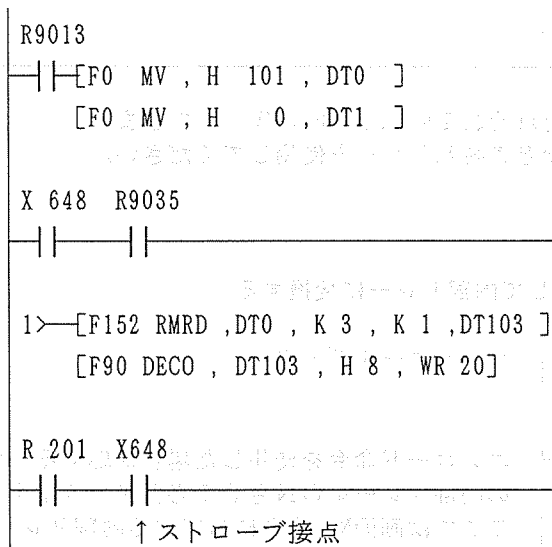 R9013
[F0 MV , H 101 , DT0 ]
[F0 MV , H 0 , DT1 ]
X 648 R9035
1>[F152 RMRD ,DT0 , K 3 , K 1 ,DT103 ]
[F90 DECO , DT103 , H 8 , WR 20]
R 201 X648
↑ストローブ接点